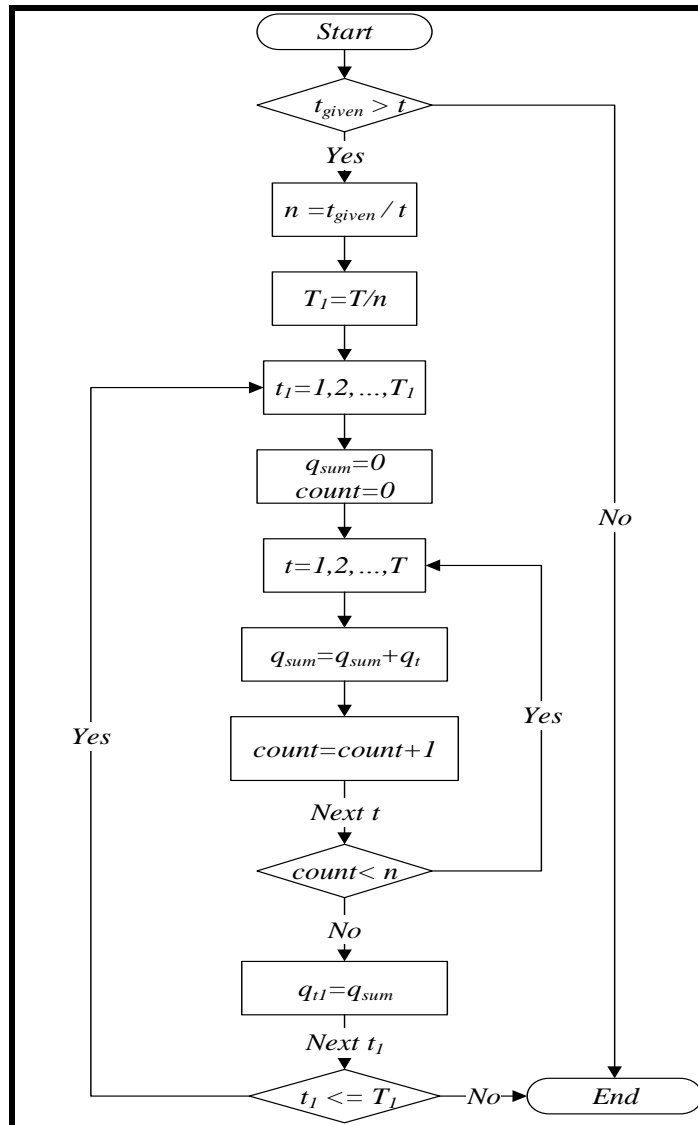 Start
t_given > t
Yes
n =t_given / t
T_1=T/n
t_1=1,2,...,T_1
q_sum=0
count=0
No
t=1,2,...,T
q_sum=q_sum+q_t
Yes
Yes
count=count+1
Next t
count< n
No
q_t1=q_sum
Next t_1
t_1 <= T_1
No
End